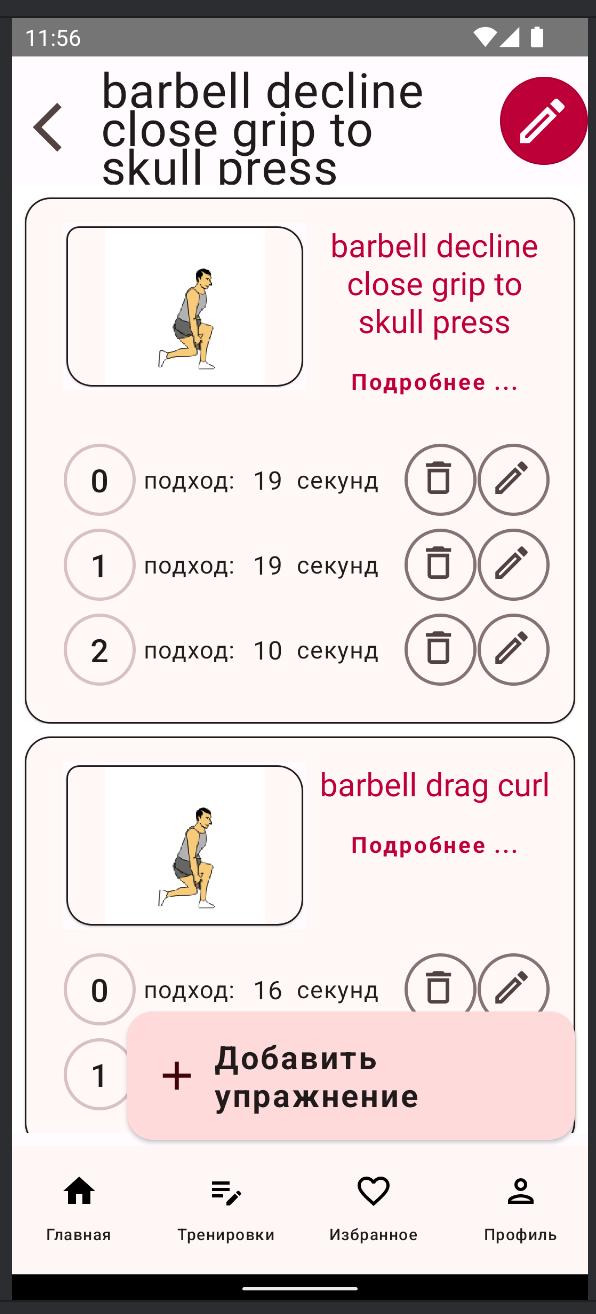 11:56
barbell decline
close grip to
skull press
barbell decline
close grip to
skull press
Подробнее ...
0 подход: 19 секунд
1 подход: 19 секунд
2 подход: 10 секунд
barbell drag curl
Подробнее ...
0 подход: 16 секунд
1
+ Добавить
упражнение
Главная Тренировки Избранное Профиль